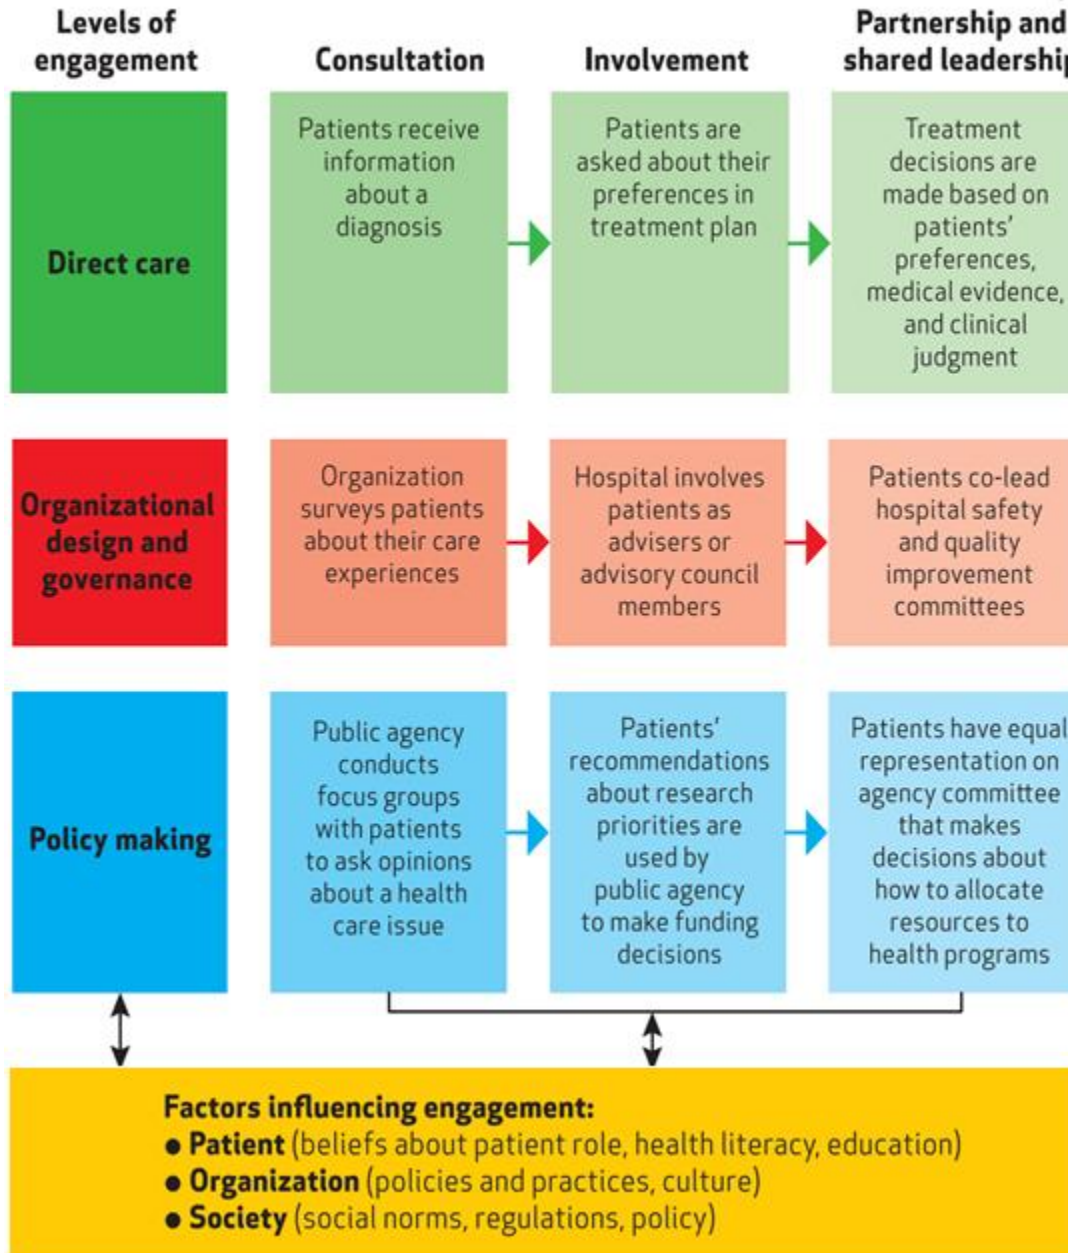 Levels of
engagement
Consultation
Involvement
Partnership and
shared leadership
Direct care
Patients receive
information
about a
diagnosis
Patients are
asked about their
preferences in
treatment plan
Treatment
decisions are
made based on
patients'
preferences,
medical evidence,
and clinical
judgment
Organizational
design and
governance
Organization
surveys patients
about their care
experiences
Hospital involves
patients as
advisers or
advisory council
members
Patients co-lead
hospital safety
and quality
improvement
committees
Policy making
Public agency
conducts
focus groups
with patients
to ask opinions
about a health
care issue
Patients'
recommendations
about research
priorities are
used by
public agency
to make funding
decisions
Patients have equal
representation on
agency committee
that makes
decisions about
how to allocate
resources to
health programs
Factors influencing engagement:
● Patient (beliefs about patient role, health literacy, education)
● Organization (policies and practices, culture)
● Society (social norms, regulations, policy)